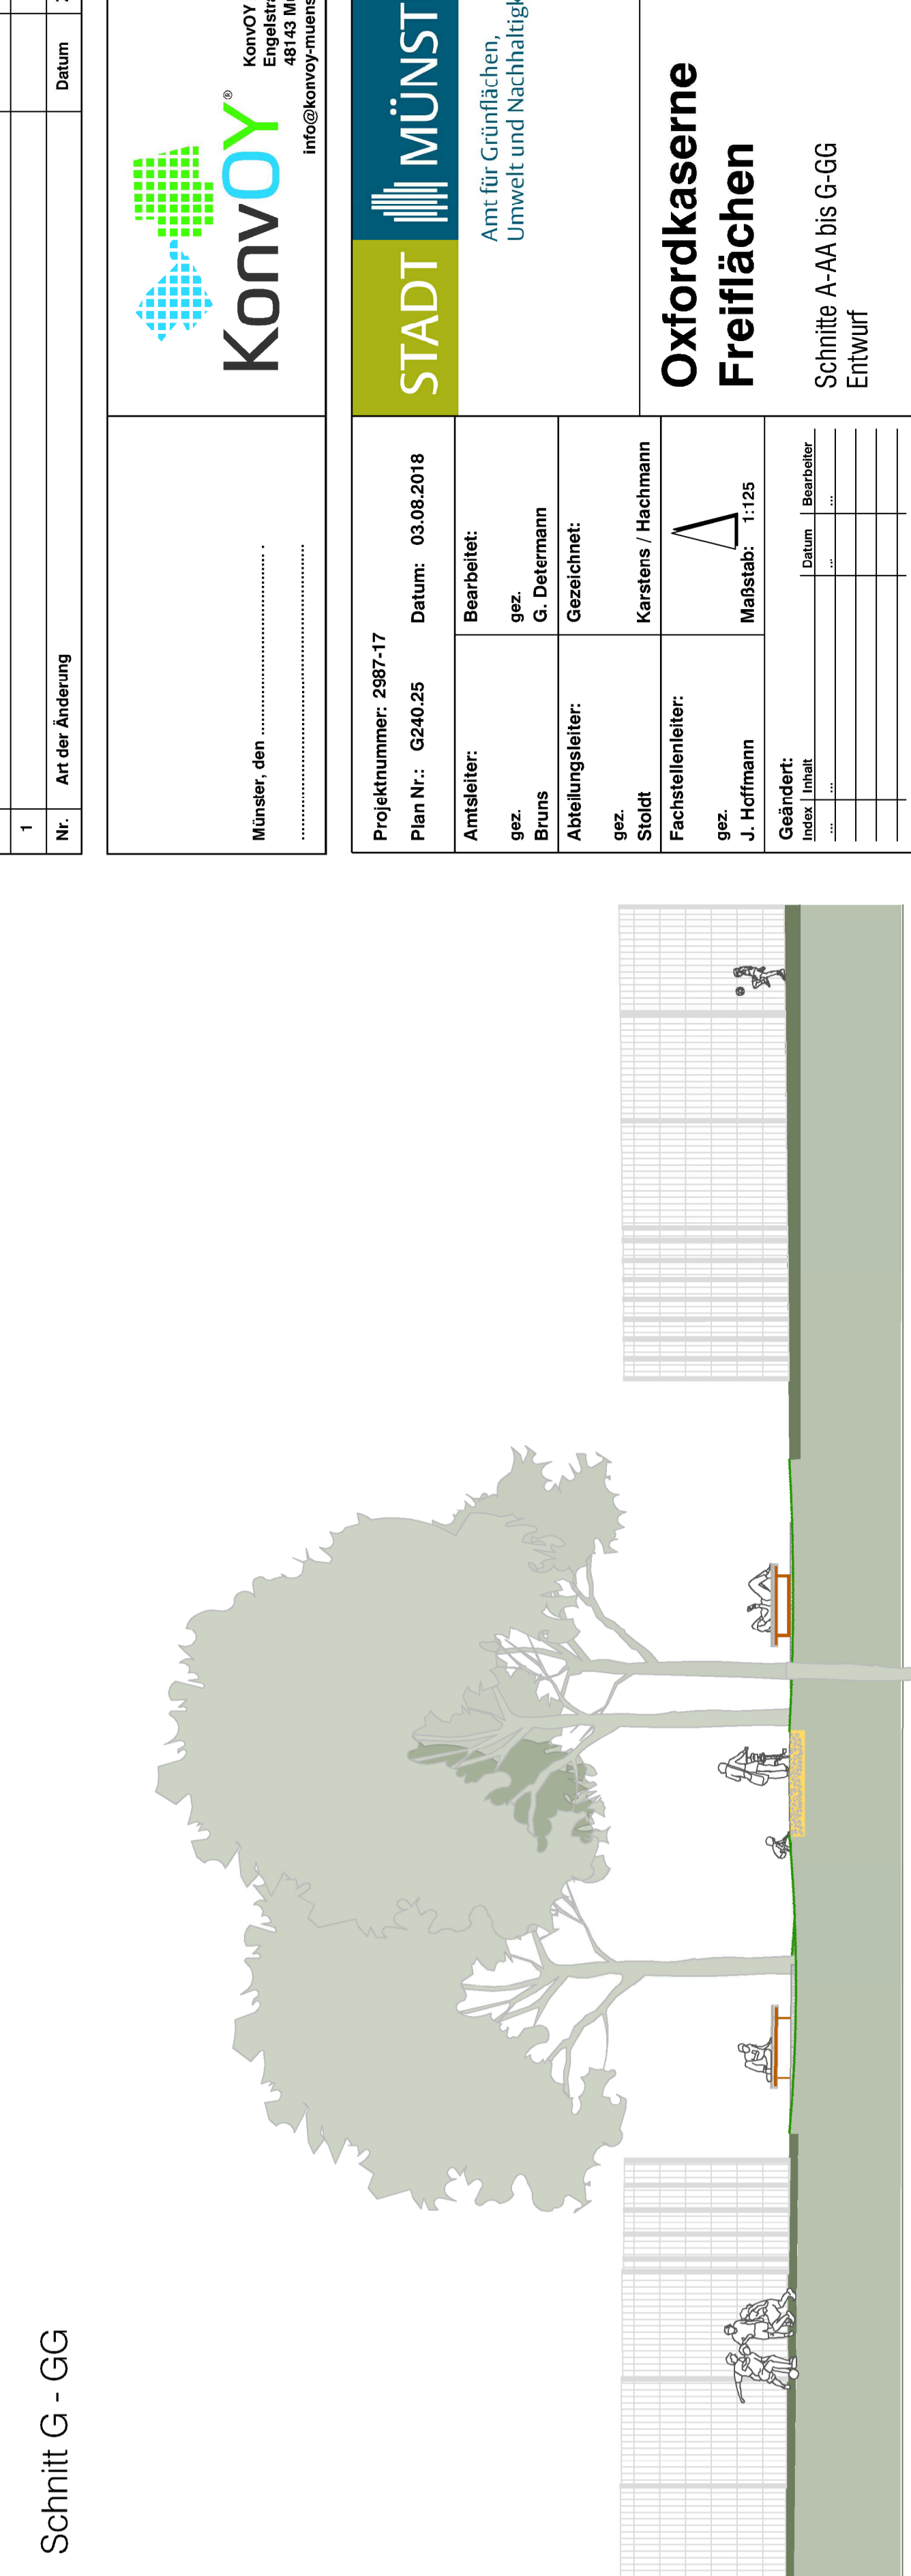 Schnitt G - GG
1
Nr. Art der Änderung Datum
Münster, den
KonvOY®
KonvOY
info@konvoy-muens
Projektnummer: 2987-17
Plan Nr.: G240.25 Datum: 03.08.2018
Amtsleiter:
gez.
Bruns
Bearbeitet:
gez.
G. Determann
Abteilungsleiter:
gez.
Stoldt
Gezeichnet:
Karstens / Hachmann
Fachstellenleiter:
gez.
J. Hoffmann
Maßstab: 1:125
Geändert:
Index Inhalt Datum Bearbeiter
... ... ... ...
STADT MÜNST
Amt für Grünflächen,
Umwelt und Nachhaltigk
Oxfordkaserne
Freiflächen
Schnitte A-AA bis G-GG
Entwurf